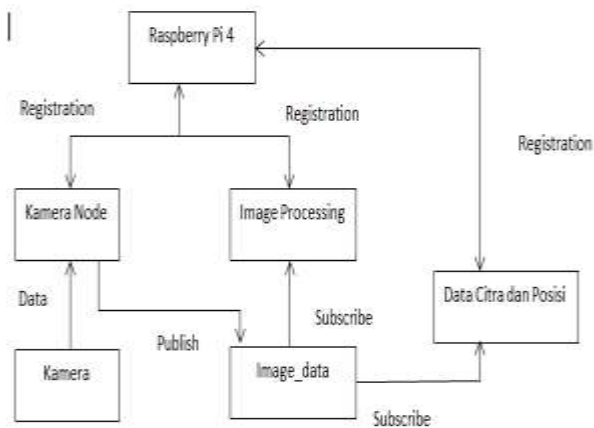 Raspberry Pi 4
Registration
Registration
Registration
Kamera Node
Image Processing
Data
Data Citra dan Posisi
Subscribe
Publish
Kamera
Image_data
Subscribe